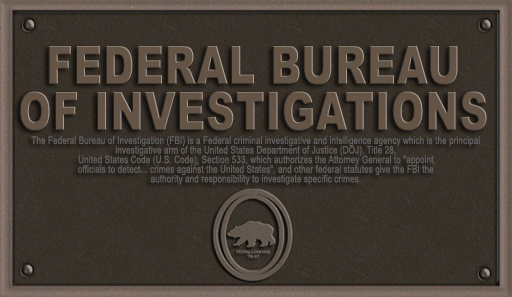 FEDERAL BUREAU
OF INVESTIGATIONS
The Federal Bureau of Investigation (FBI) is a Federal criminal investigative and intelligence agency which is the principal
investigative arm of the United States Department of Justice (DOJ). Title 28,
United States Code (U.S. Code), Section 533, which authorizes the Attorney General to "appoint
officials to detect... crimes against the United States", and other federal statutes give the FBI the
authority and responsibility to investigate specific crimes.